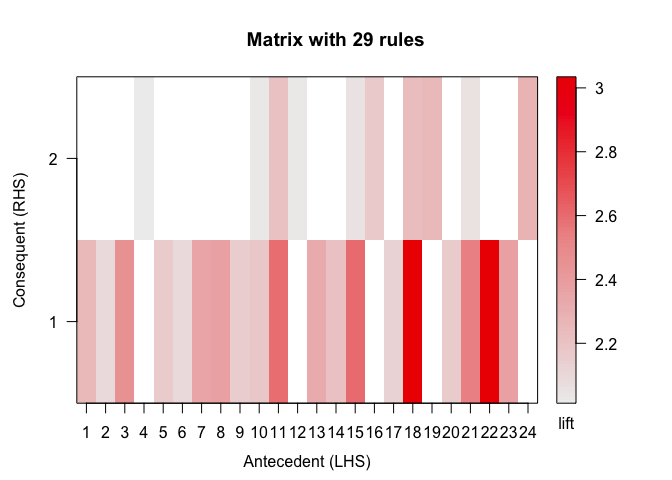 Matrix with 29 rules
Consequent (RHS)
2
1
1 2 3 4 5 6 7 8 9 10 11 12 13 14 15 16 17 18 19 20 21 22 23 24
Antecedent (LHS)
3
2.8
2.6
2.4
2.2
lift